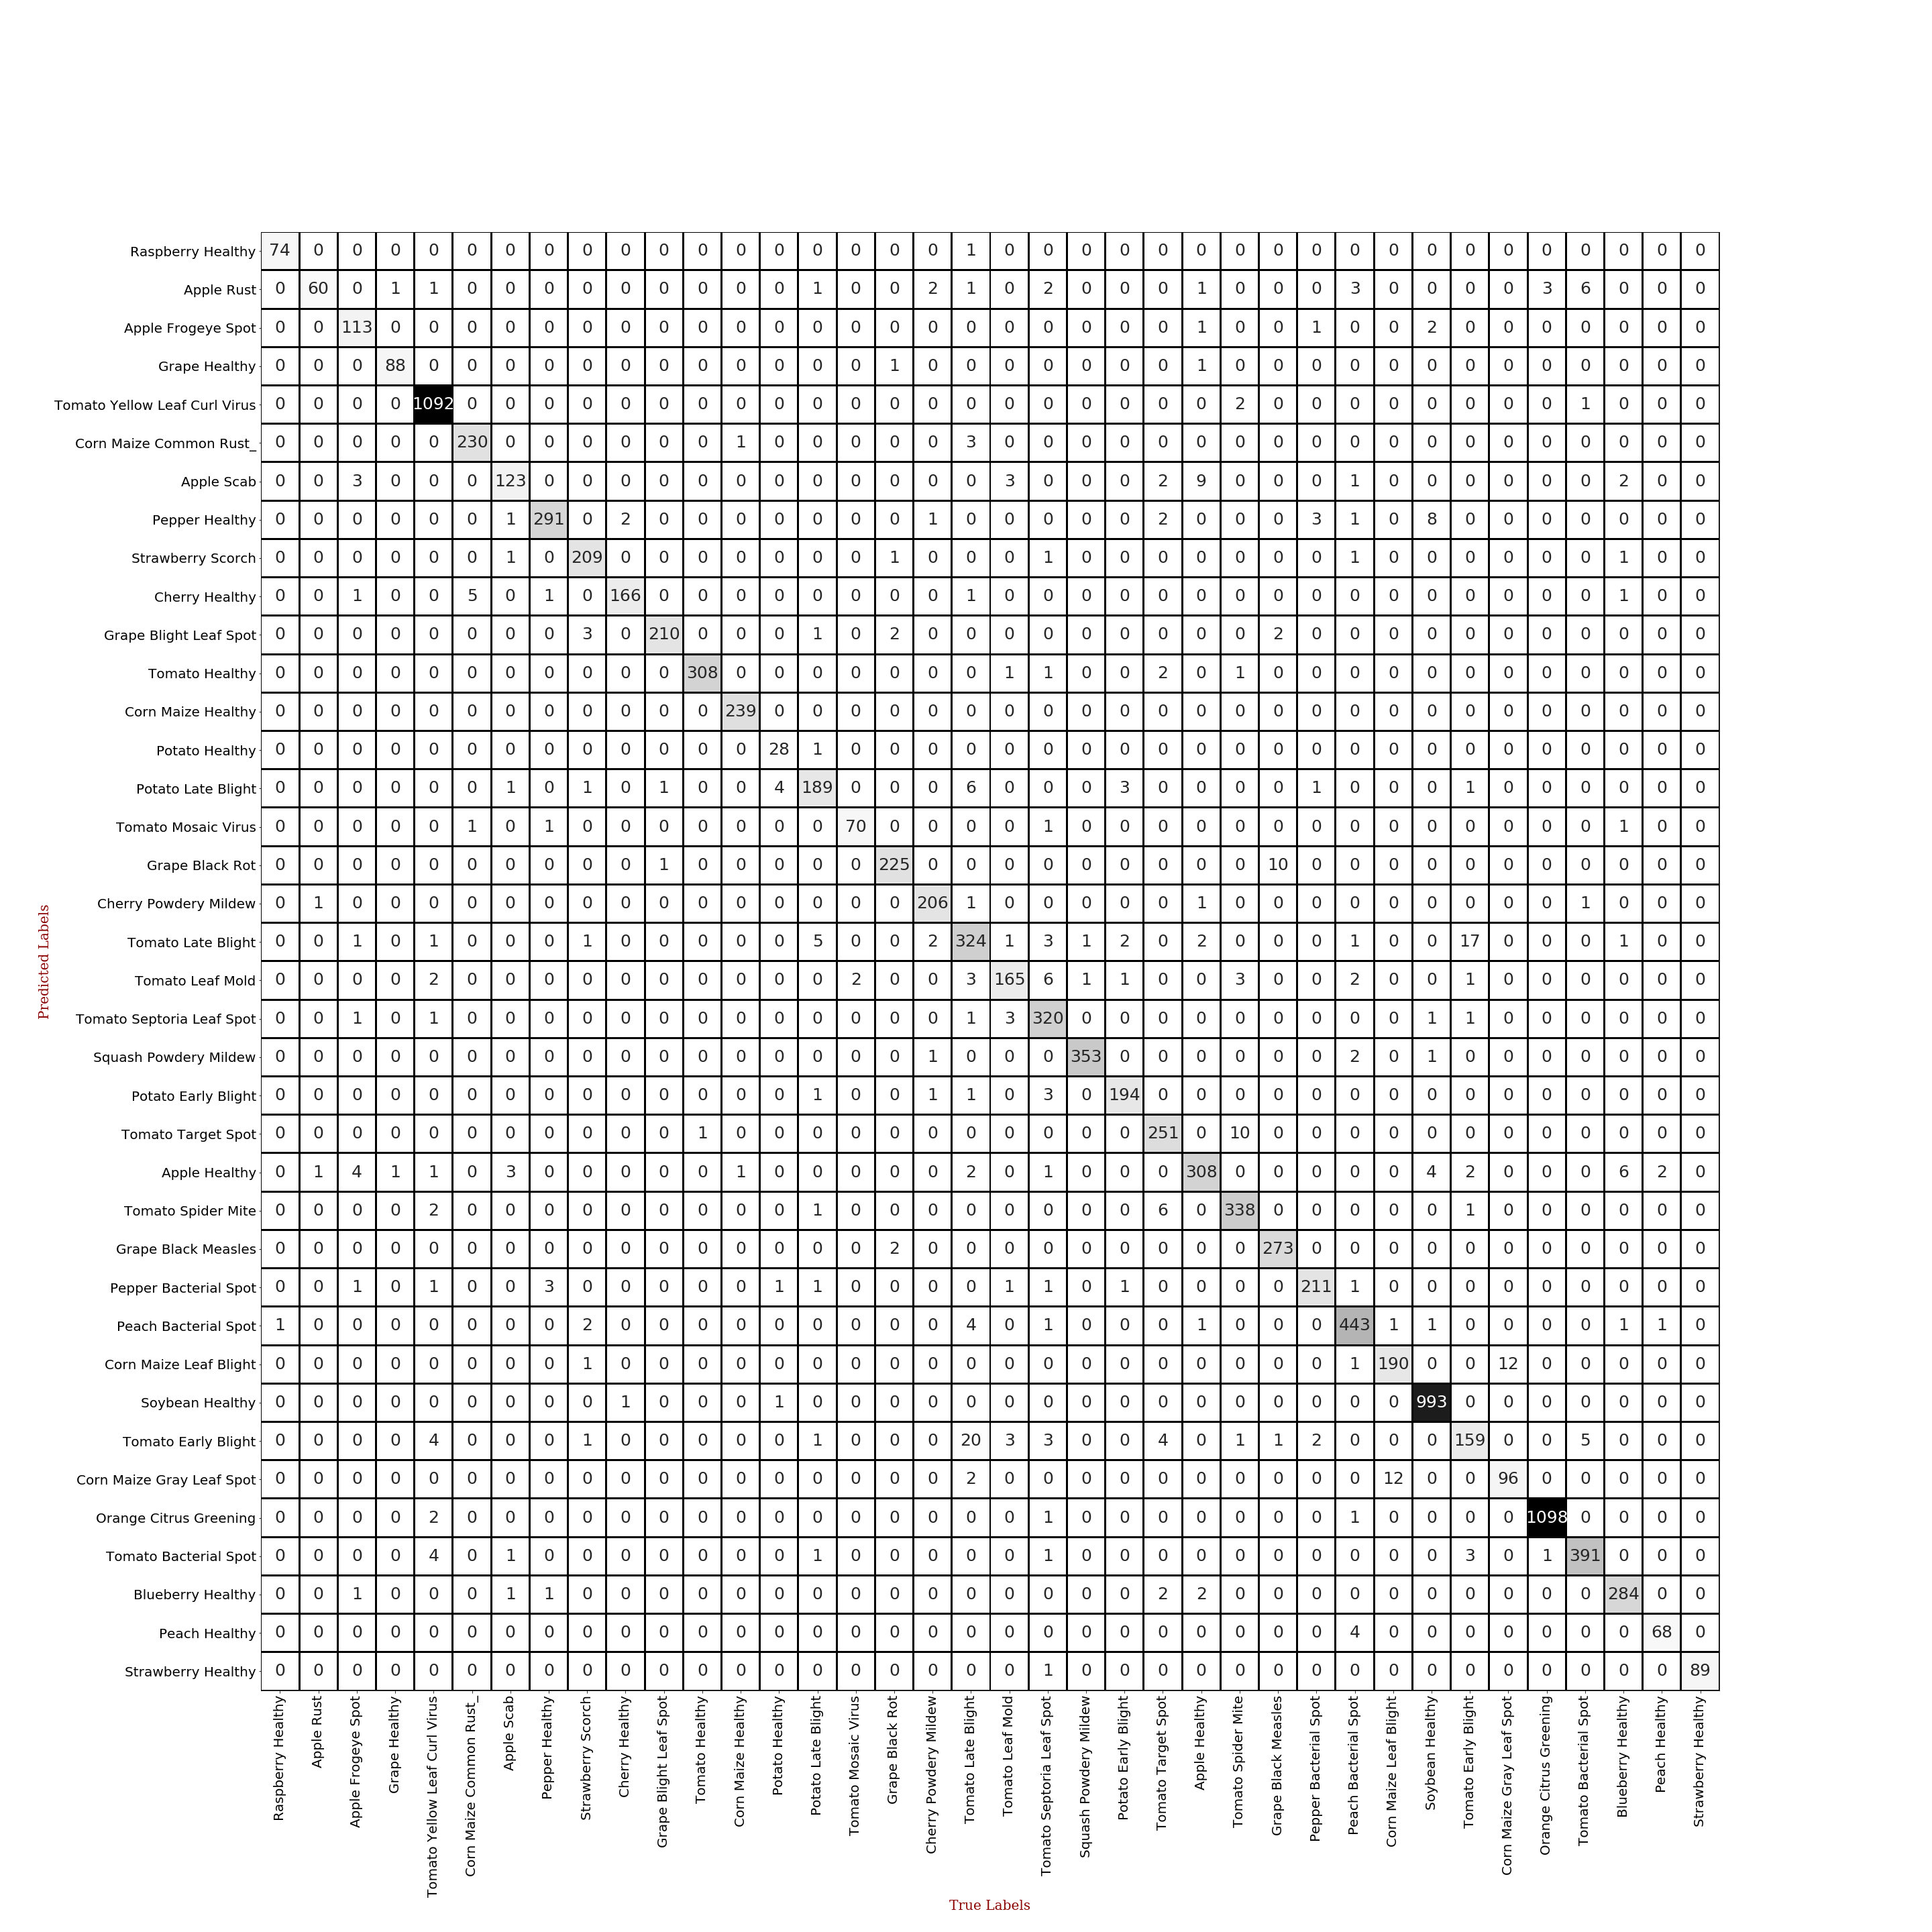 Raspberry Healthy 74 0 0 0 0 0 0 0 0 0 0 0 0 0 0 0 0 0 1 0 0 0 0 0 0 0 0 0 0 0 0 0 0 0 0 0 0 0
Apple Rust 0 60 0 1 1 0 0 0 0 0 0 0 0 0 1 0 0 2 1 0 2 0 0 0 1 0 0 0 3 0 0 0 0 3 6 0 0 0
Apple Frogeye Spot 0 0 113 0 0 0 0 0 0 0 0 0 0 0 0 0 0 0 0 0 0 0 0 0 1 0 0 1 0 0 2 0 0 0 0 0 0 0
Grape Healthy 0 0 0 88 0 0 0 0 0 0 0 0 0 0 0 0 1 0 0 0 0 0 0 0 1 0 0 0 0 0 0 0 0 0 0 0 0 0
Tomato Yellow Leaf Curl Virus 0 0 0 0 1092 0 0 0 0 0 0 0 0 0 0 0 0 0 0 0 0 0 0 0 0 2 0 0 0 0 0 0 0 0 1 0 0 0
Corn Maize Common Rust_ 0 0 0 0 0 230 0 0 0 0 0 0 1 0 0 0 0 0 3 0 0 0 0 0 0 0 0 0 0 0 0 0 0 0 0 0 0 0
Apple Scab 0 0 3 0 0 0 123 0 0 0 0 0 0 0 0 0 0 0 0 3 0 0 0 2 9 0 0 0 1 0 0 0 0 0 0 2 0 0
Pepper Healthy 0 0 0 0 0 0 1 291 0 2 0 0 0 0 0 0 0 1 0 0 0 0 0 2 0 0 0 3 1 0 8 0 0 0 0 0 0 0
Strawberry Scorch 0 0 0 0 0 0 1 0 209 0 0 0 0 0 0 0 1 0 0 0 1 0 0 0 0 0 0 0 1 0 0 0 0 0 0 1 0 0
Cherry Healthy 0 0 1 0 0 5 0 1 0 166 0 0 0 0 0 0 0 0 1 0 0 0 0 0 0 0 0 0 0 0 0 0 0 0 0 1 0 0
Grape Blight Leaf Spot 0 0 0 0 0 0 0 0 3 0 210 0 0 0 1 0 2 0 0 0 0 0 0 0 0 0 2 0 0 0 0 0 0 0 0 0 0 0
Tomato Healthy 0 0 0 0 0 0 0 0 0 0 0 308 0 0 0 0 0 0 0 1 1 0 0 2 0 1 0 0 0 0 0 0 0 0 0 0 0 0
Corn Maize Healthy 0 0 0 0 0 0 0 0 0 0 0 0 239 0 0 0 0 0 0 0 0 0 0 0 0 0 0 0 0 0 0 0 0 0 0 0 0 0
Potato Healthy 0 0 0 0 0 0 0 0 0 0 0 0 0 28 1 0 0 0 0 0 0 0 0 0 0 0 0 0 0 0 0 0 0 0 0 0 0 0
Potato Late Blight 0 0 0 0 0 0 1 0 1 0 1 0 0 4 189 0 0 0 6 0 0 0 3 0 0 0 0 1 0 0 0 1 0 0 0 0 0 0
Tomato Mosaic Virus 0 0 0 0 0 1 0 1 0 0 0 0 0 0 0 70 0 0 0 0 1 0 0 0 0 0 0 0 0 0 0 0 0 0 0 1 0 0
Grape Black Rot 0 0 0 0 0 0 0 0 0 0 1 0 0 0 0 0 225 0 0 0 0 0 0 0 0 0 10 0 0 0 0 0 0 0 0 0 0 0
Cherry Powdery Mildew 0 1 0 0 0 0 0 0 0 0 0 0 0 0 0 0 0 206 1 0 0 0 0 0 1 0 0 0 0 0 0 0 0 0 1 0 0 0
Tomato Late Blight 0 0 1 0 1 0 0 0 1 0 0 0 0 0 5 0 0 2 324 1 3 1 2 0 2 0 0 0 1 0 0 17 0 0 0 1 0 0
Tomato Leaf Mold 0 0 0 0 2 0 0 0 0 0 0 0 0 0 0 2 0 0 3 165 6 1 1 0 0 3 0 0 2 0 0 1 0 0 0 0 0 0
Tomato Septoria Leaf Spot 0 0 1 0 1 0 0 0 0 0 0 0 0 0 0 0 0 0 1 3 320 0 0 0 0 0 0 0 0 0 1 1 0 0 0 0 0 0
Squash Powdery Mildew 0 0 0 0 0 0 0 0 0 0 0 0 0 0 0 0 0 1 0 0 0 353 0 0 0 0 0 0 2 0 1 0 0 0 0 0 0 0
Potato Early Blight 0 0 0 0 0 0 0 0 0 0 0 0 0 0 1 0 0 1 1 0 3 0 194 0 0 0 0 0 0 0 0 0 0 0 0 0 0 0
Tomato Target Spot 0 0 0 0 0 0 0 0 0 0 0 1 0 0 0 0 0 0 0 0 0 0 0 251 0 10 0 0 0 0 0 0 0 0 0 0 0 0
Apple Healthy 0 1 4 1 1 0 3 0 0 0 0 0 1 0 0 0 0 0 2 0 1 0 0 0 308 0 0 0 0 0 4 2 0 0 0 6 2 0
Tomato Spider Mite 0 0 0 0 2 0 0 0 0 0 0 0 0 0 1 0 0 0 0 0 0 0 0 6 0 338 0 0 0 0 0 1 0 0 0 0 0 0
Grape Black Measles 0 0 0 0 0 0 0 0 0 0 0 0 0 0 0 0 2 0 0 0 0 0 0 0 0 0 273 0 0 0 0 0 0 0 0 0 0 0
Pepper Bacterial Spot 0 0 1 0 1 0 0 3 0 0 0 0 0 1 1 0 0 0 0 1 1 0 1 0 0 0 0 211 1 0 0 0 0 0 0 0 0 0
Peach Bacterial Spot 1 0 0 0 0 0 0 0 2 0 0 0 0 0 0 0 0 0 4 0 1 0 0 0 1 0 0 0 443 1 1 0 0 0 0 1 1 0
Corn Maize Leaf Blight 0 0 0 0 0 0 0 0 1 0 0 0 0 0 0 0 0 0 0 0 0 0 0 0 0 0 0 0 1 190 0 0 12 0 0 0 0 0
Soybean Healthy 0 0 0 0 0 0 0 0 0 1 0 0 0 1 0 0 0 0 0 0 0 0 0 0 0 0 0 0 0 0 993 0 0 0 0 0 0 0
Tomato Early Blight 0 0 0 0 4 0 0 0 1 0 0 0 0 0 1 0 0 0 20 3 3 0 0 4 0 1 1 2 0 0 0 159 0 0 5 0 0 0
Corn Maize Gray Leaf Spot 0 0 0 0 0 0 0 0 0 0 0 0 0 0 0 0 0 0 2 0 0 0 0 0 0 0 0 0 0 12 0 0 96 0 0 0 0 0
Orange Citrus Greening 0 0 0 0 2 0 0 0 0 0 0 0 0 0 0 0 0 0 0 0 1 0 0 0 0 0 0 0 1 0 0 0 0 1098 0 0 0 0
Tomato Bacterial Spot 0 0 0 0 4 0 1 0 0 0 0 0 0 0 1 0 0 0 0 0 1 0 0 0 0 0 0 0 0 0 0 3 0 1 391 0 0 0
Blueberry Healthy 0 0 1 0 0 0 1 1 0 0 0 0 0 0 0 0 0 0 0 0 0 0 0 2 2 0 0 0 0 0 0 0 0 0 0 284 0 0
Peach Healthy 0 0 0 0 0 0 0 0 0 0 0 0 0 0 0 0 0 0 0 0 0 0 0 0 0 0 0 0 4 0 0 0 0 0 0 0 68 0
Strawberry Healthy 0 0 0 0 0 0 0 0 0 0 0 0 0 0 0 0 0 0 0 0 1 0 0 0 0 0 0 0 0 0 0 0 0 0 0 0 0 89
Predicted Labels
Raspberry Healthy
Apple Rust
Apple Frogeye Spot
Grape Healthy
Tomato Yellow Leaf Curl Virus
Corn Maize Common Rust_
Apple Scab
Pepper Healthy
Strawberry Scorch
Cherry Healthy
Grape Blight Leaf Spot
Tomato Healthy
Corn Maize Healthy
Potato Healthy
Potato Late Blight
Tomato Mosaic Virus
Grape Black Rot
Cherry Powdery Mildew
Tomato Late Blight
Tomato Leaf Mold
Tomato Septoria Leaf Spot
Squash Powdery Mildew
Potato Early Blight
Tomato Target Spot
Apple Healthy
Tomato Spider Mite
Grape Black Measles
Pepper Bacterial Spot
Peach Bacterial Spot
Corn Maize Leaf Blight
Soybean Healthy
Tomato Early Blight
Corn Maize Gray Leaf Spot
Orange Citrus Greening
Tomato Bacterial Spot
Blueberry Healthy
Peach Healthy
Strawberry Healthy
True Labels